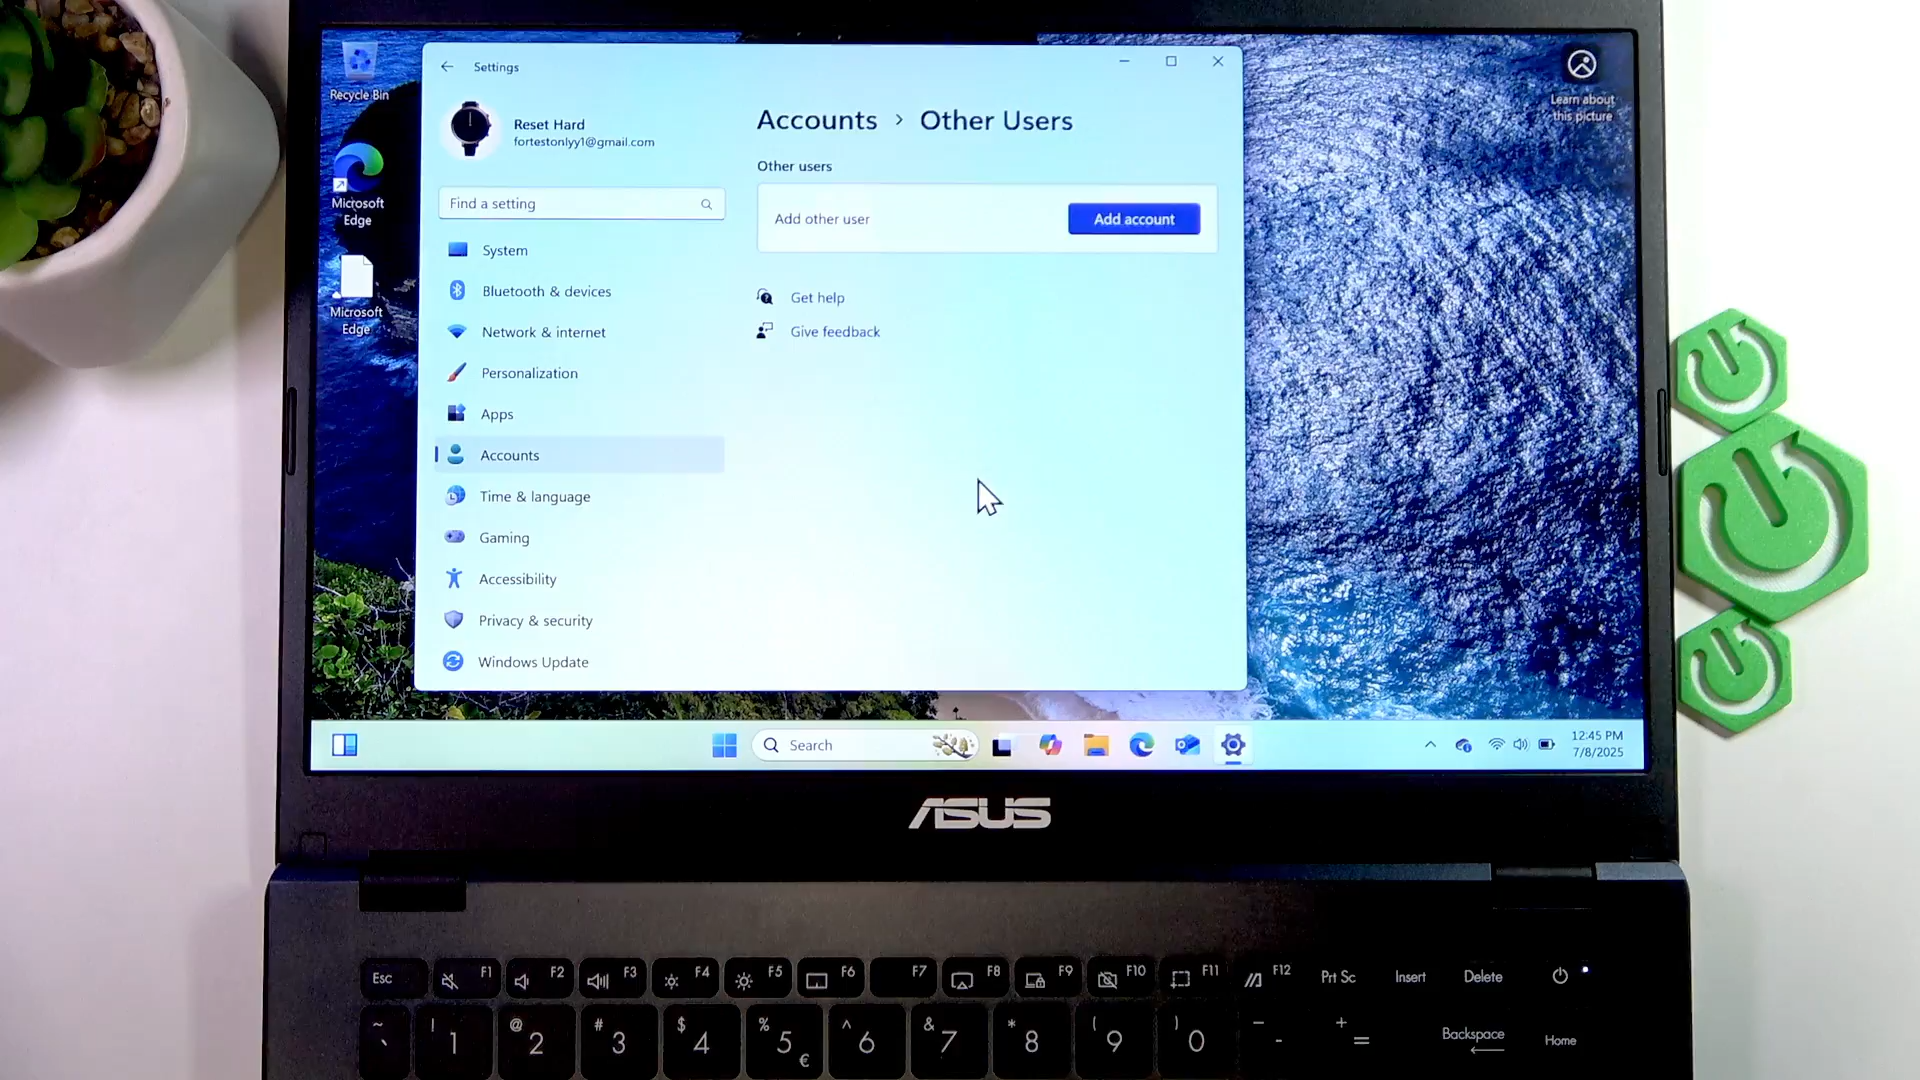 Recycle Bin
Microsoft
Edge
Microsoft
Edge
Settings
Reset Hard
fortestonlyy1@gmail.com
Find a setting
System
Bluetooth & devices
Network & internet
Personalization
Apps
Accounts
Time & language
Gaming
Accessibility
Privacy & security
Windows Update
Accounts > Other Users
Other users
Add other user
Add account
Get help
Give feedback
Learn about
this picture
Search
12:45 PM
7/8/2025
ASUS
Esc F1 F2 F3 F4 F5 F6 F7 F8 F9 F10 F11 F12 Prt Sc Insert Delete
~ ` ! 1 @ 2 # 3 $ 4 % 5 € ^ 6 & 7 * 8 ( 9 ) 0 _ - + = Backspace Home